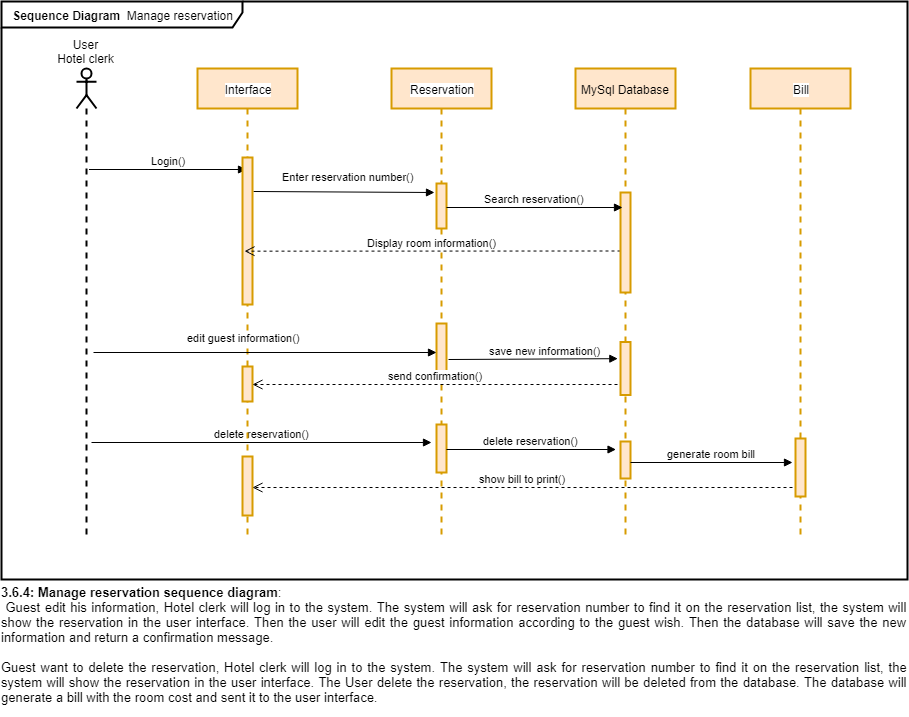 Sequence Diagram Manage reservation
User
Hotel clerk
Interface
Reservation
MySql Database
Bill
Login()
Enter reservation number()
Search reservation()
Display room information()
edit guest information()
save new information()
send confirmation()
delete reservation()
delete reservation()
generate room bill
show bill to print()
3.6.4: Manage reservation sequence diagram:
Guest edit his information, Hotel clerk will log in to the system. The system will ask for reservation number to find it on the reservation list, the system will
show the reservation in the user interface. Then the user will edit the guest information according to the guest wish. Then the database will save the new
information and return a confirmation message.
Guest want to delete the reservation, Hotel clerk will log in to the system. The system will ask for reservation number to find it on the reservation list, the
system will show the reservation in the user interface. The User delete the reservation, the reservation will be deleted from the database. The database will
generate a bill with the room cost and sent it to the user interface.